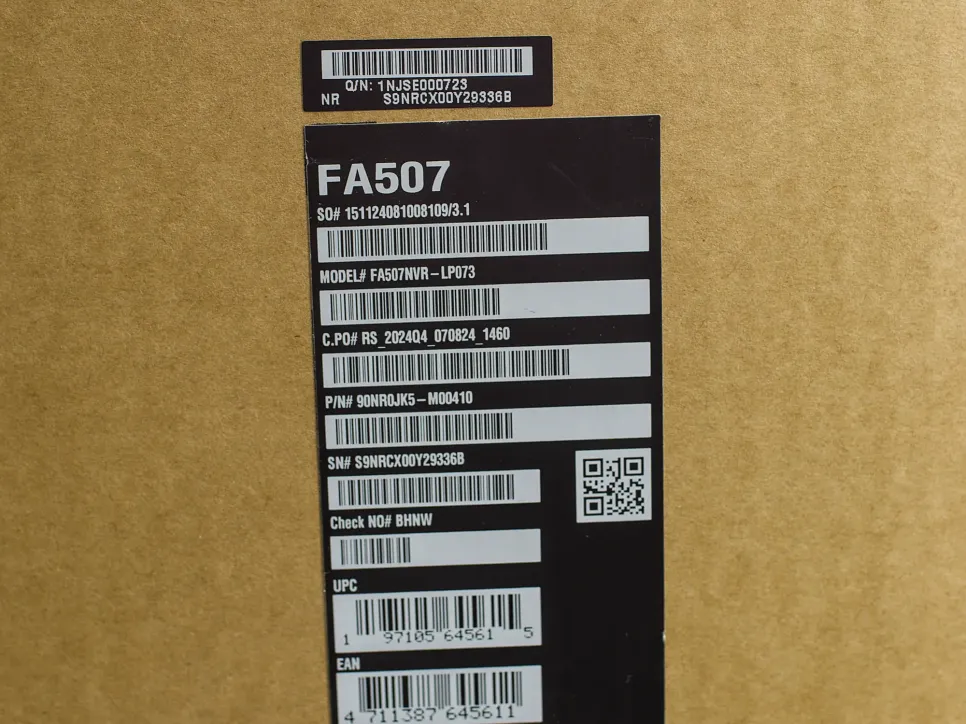 Q/N: 1NJSE000723
NR S9NRCX00Y29336B
FA507
SO# 151124081008109/3.1
MODEL# FA507NVR-LP073
C.PO# RS_2024Q4_070824_1460
P/N# 90NR0JK5-M00410
SN# S9NRCX00Y29336B
Check NO# BHNW
UPC
1 97105 64561 5
EAN
4 711387 645611